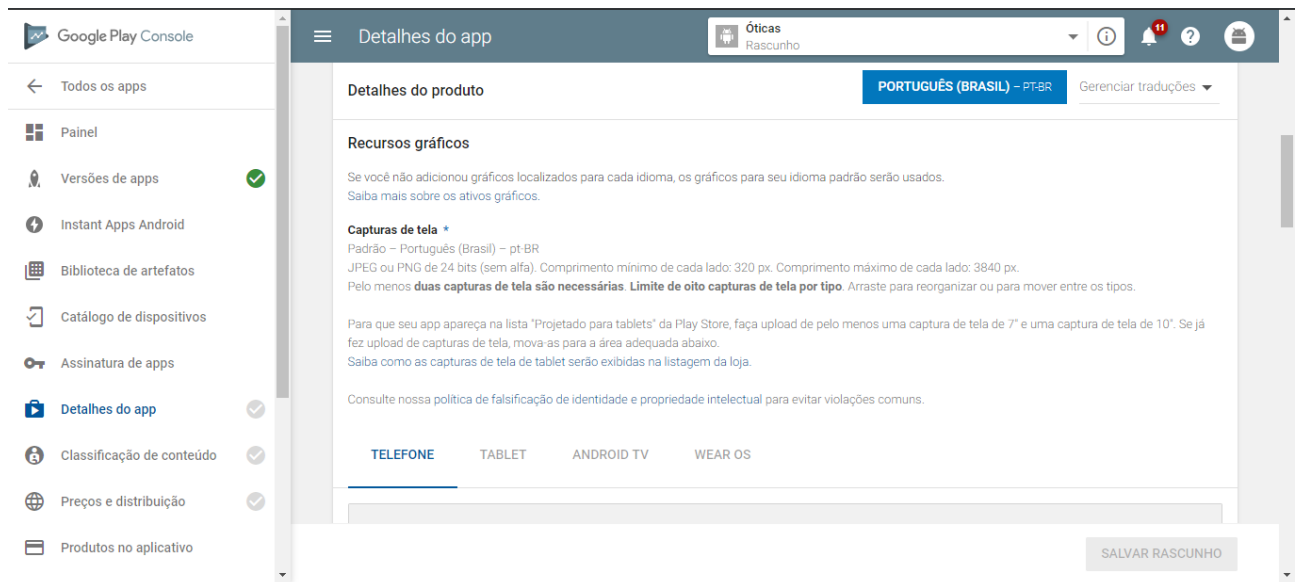 Google Play Console
Todos os apps
Painel
Versões de apps
Instant Apps Android
Biblioteca de artefatos
Catálogo de dispositivos
Assinatura de apps
Detalhes do app
Classificação de conteúdo
Preços e distribuição
Produtos no aplicativo
Detalhes do app
Óticas
Rascunho
11
Detalhes do produto
PORTUGUÊS (BRASIL) – PT-BR
Gerenciar traduções
Recursos gráficos
Se você não adicionou gráficos localizados para cada idioma, os gráficos para seu idioma padrão serão usados.
Saiba mais sobre os ativos gráficos.
Capturas de tela *
Padrão – Português (Brasil) – pt-BR
JPEG ou PNG de 24 bits (sem alfa). Comprimento mínimo de cada lado: 320 px. Comprimento máximo de cada lado: 3840 px.
Pelo menos duas capturas de tela são necessárias. Limite de oito capturas de tela por tipo. Arraste para reorganizar ou para mover entre os tipos.
Para que seu app apareça na lista "Projetado para tablets" da Play Store, faça upload de pelo menos uma captura de tela de 7" e uma captura de tela de 10". Se já
fez upload de capturas de tela, mova-as para a área adequada abaixo.
Saiba como as capturas de tela de tablet serão exibidas na listagem da loja.
Consulte nossa política de falsificação de identidade e propriedade intelectual para evitar violações comuns.
TELEFONE
TABLET
ANDROID TV
WEAR OS
SALVAR RASCUNHO